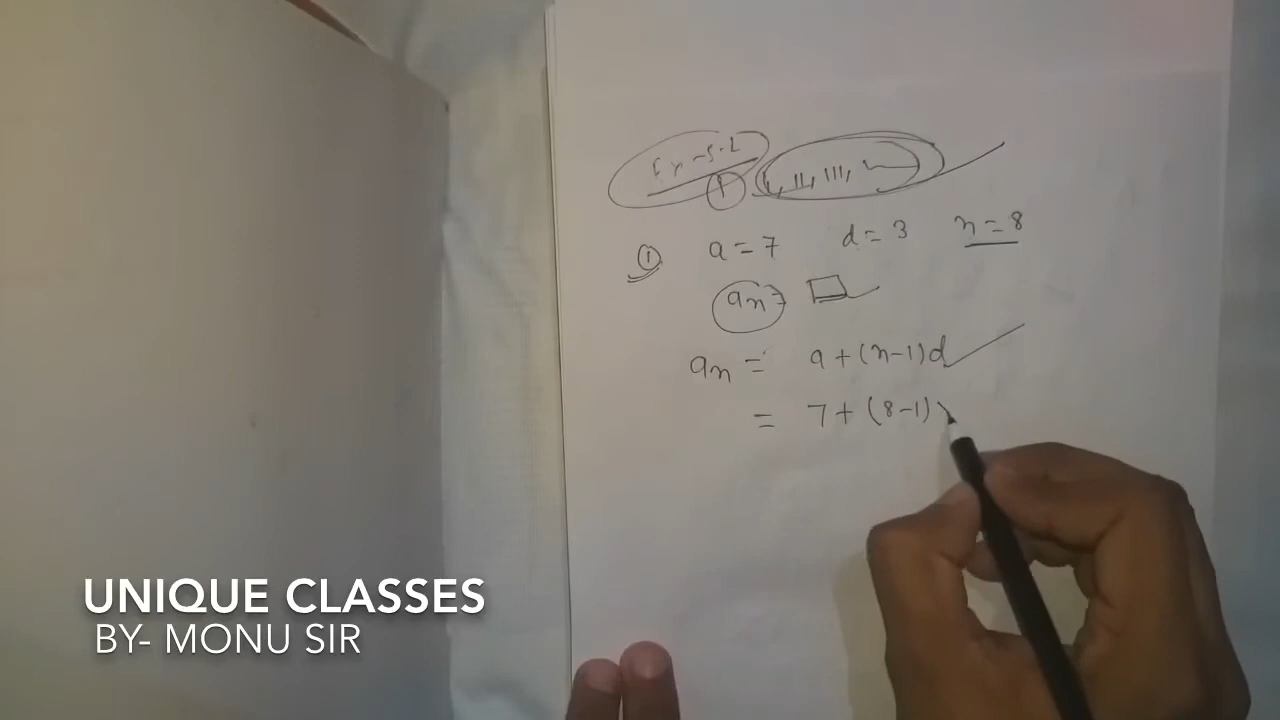 Ex-5.2
① I, II, III,
① a = 7 d = 3 n = 8
an =
an = a + (n-1)d
= 7 + (8-1)
UNIQUE CLASSES
BY- MONU SIR